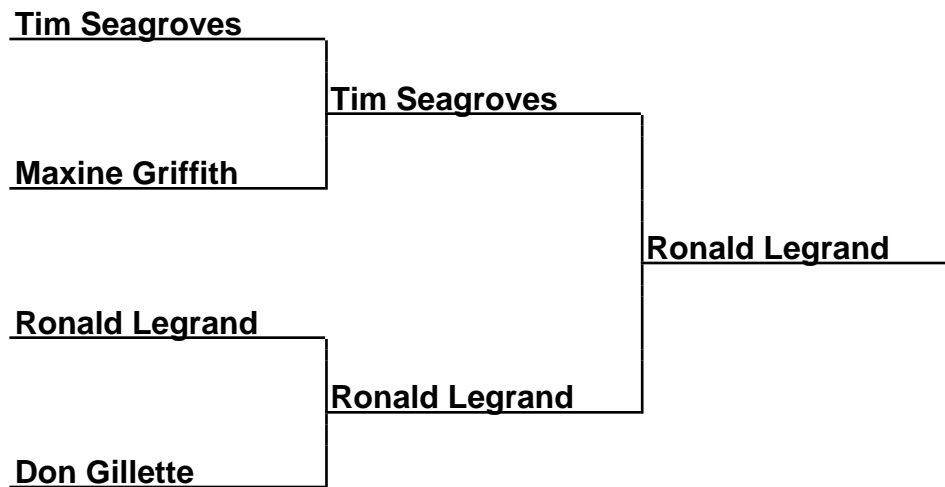 Tim Seagroves
Tim Seagroves
Maxine Griffith
Ronald Legrand
Ronald Legrand
Ronald Legrand
Don Gillette